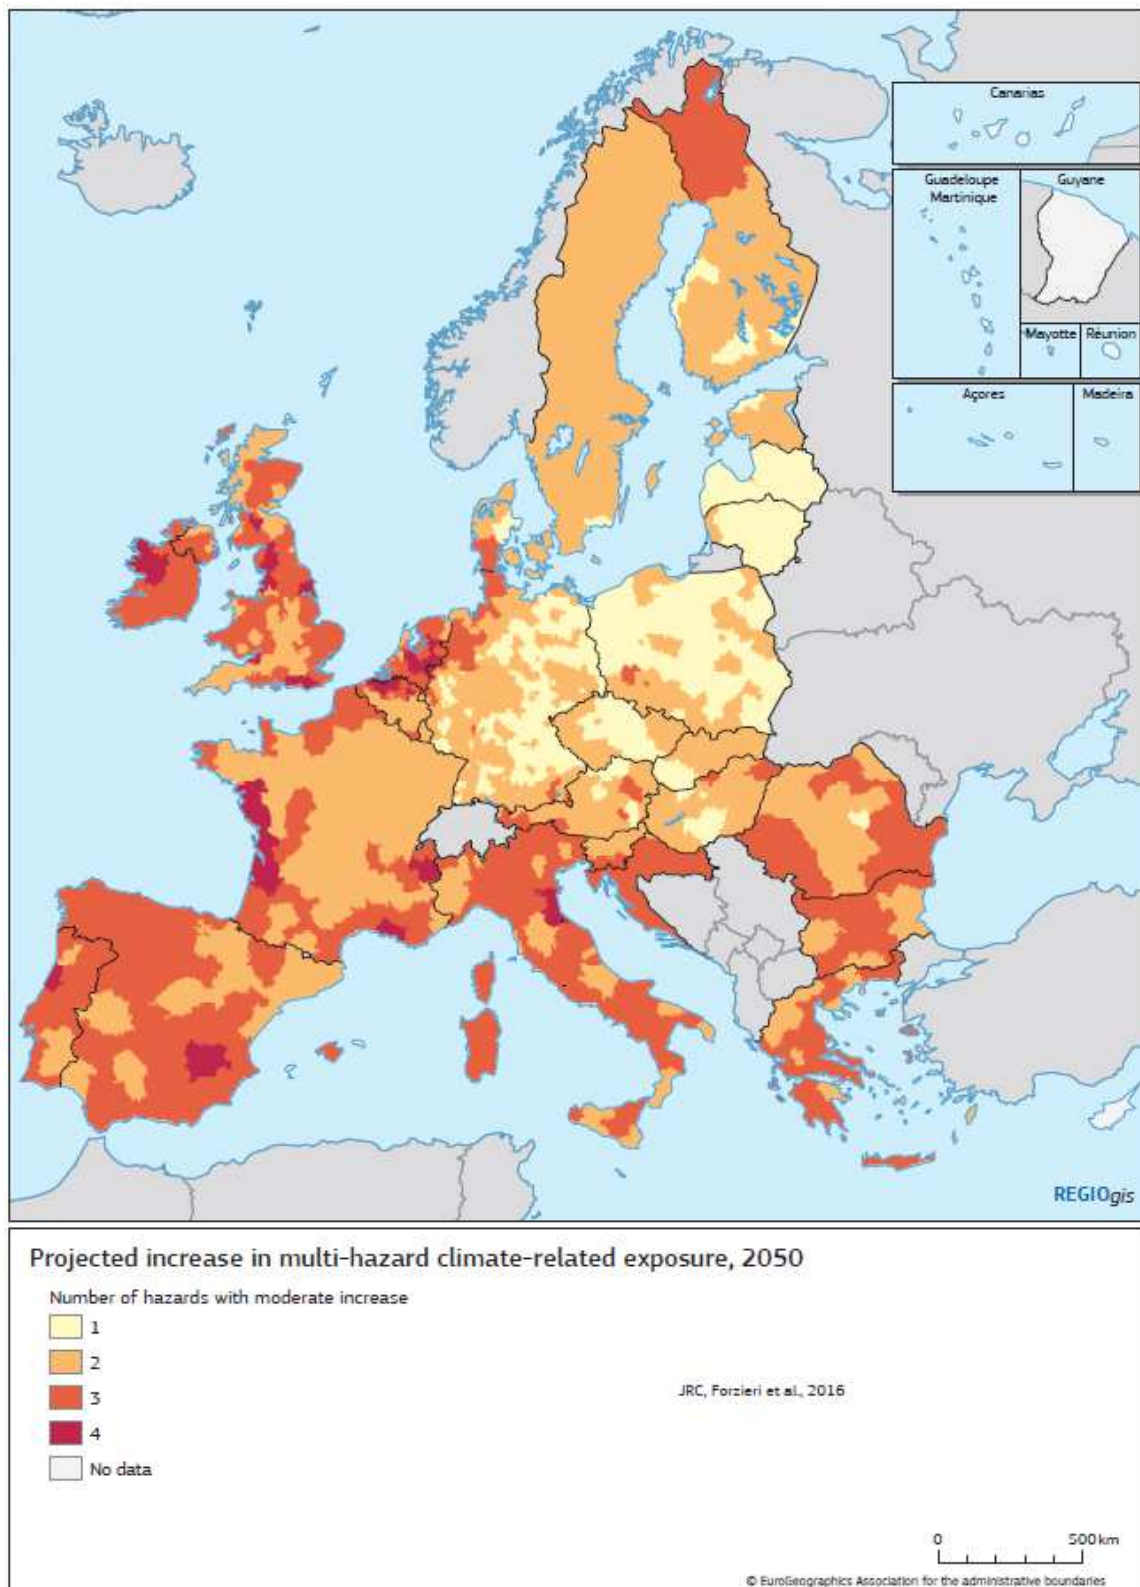 Canarias
Guadeloupe
Martinique
Guyane
Mayotte
Réunion
Açores
Madeira
REGIOgis
Projected increase in multi-hazard climate-related exposure, 2050
Number of hazards with moderate increase
1
2
3
4
No data
JRC, Forzieri et al., 2016
0 500 km
© EuroGeographics Association for the administrative boundaries